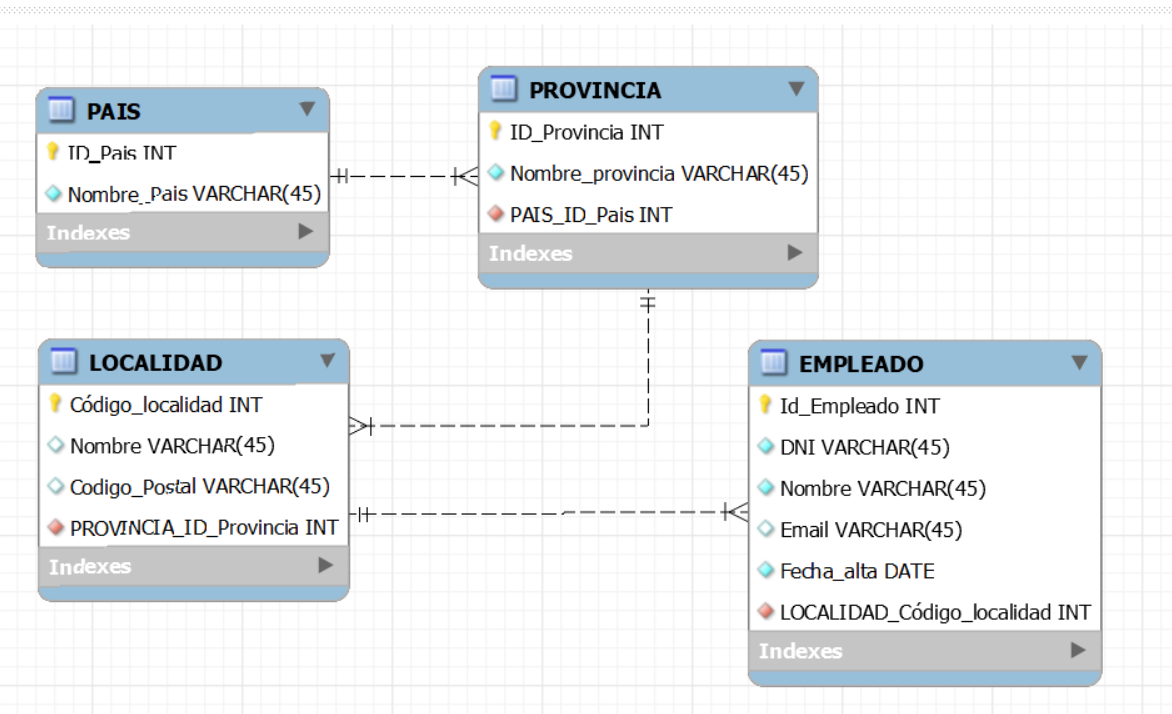 PAIS
ID_Pais INT
Nombre_Pais VARCHAR(45)
Indexes
PROVINCIA
ID_Provincia INT
Nombre_provincia VARCHAR(45)
PAIS_ID_Pais INT
Indexes
LOCALIDAD
Código_localidad INT
Nombre VARCHAR(45)
Codigo_Postal VARCHAR(45)
PROVINCIA_ID_Provincia INT
Indexes
EMPLEADO
Id_Empleado INT
DNI VARCHAR(45)
Nombre VARCHAR(45)
Email VARCHAR(45)
Fecha_alta DATE
LOCALIDAD_Código_localidad INT
Indexes